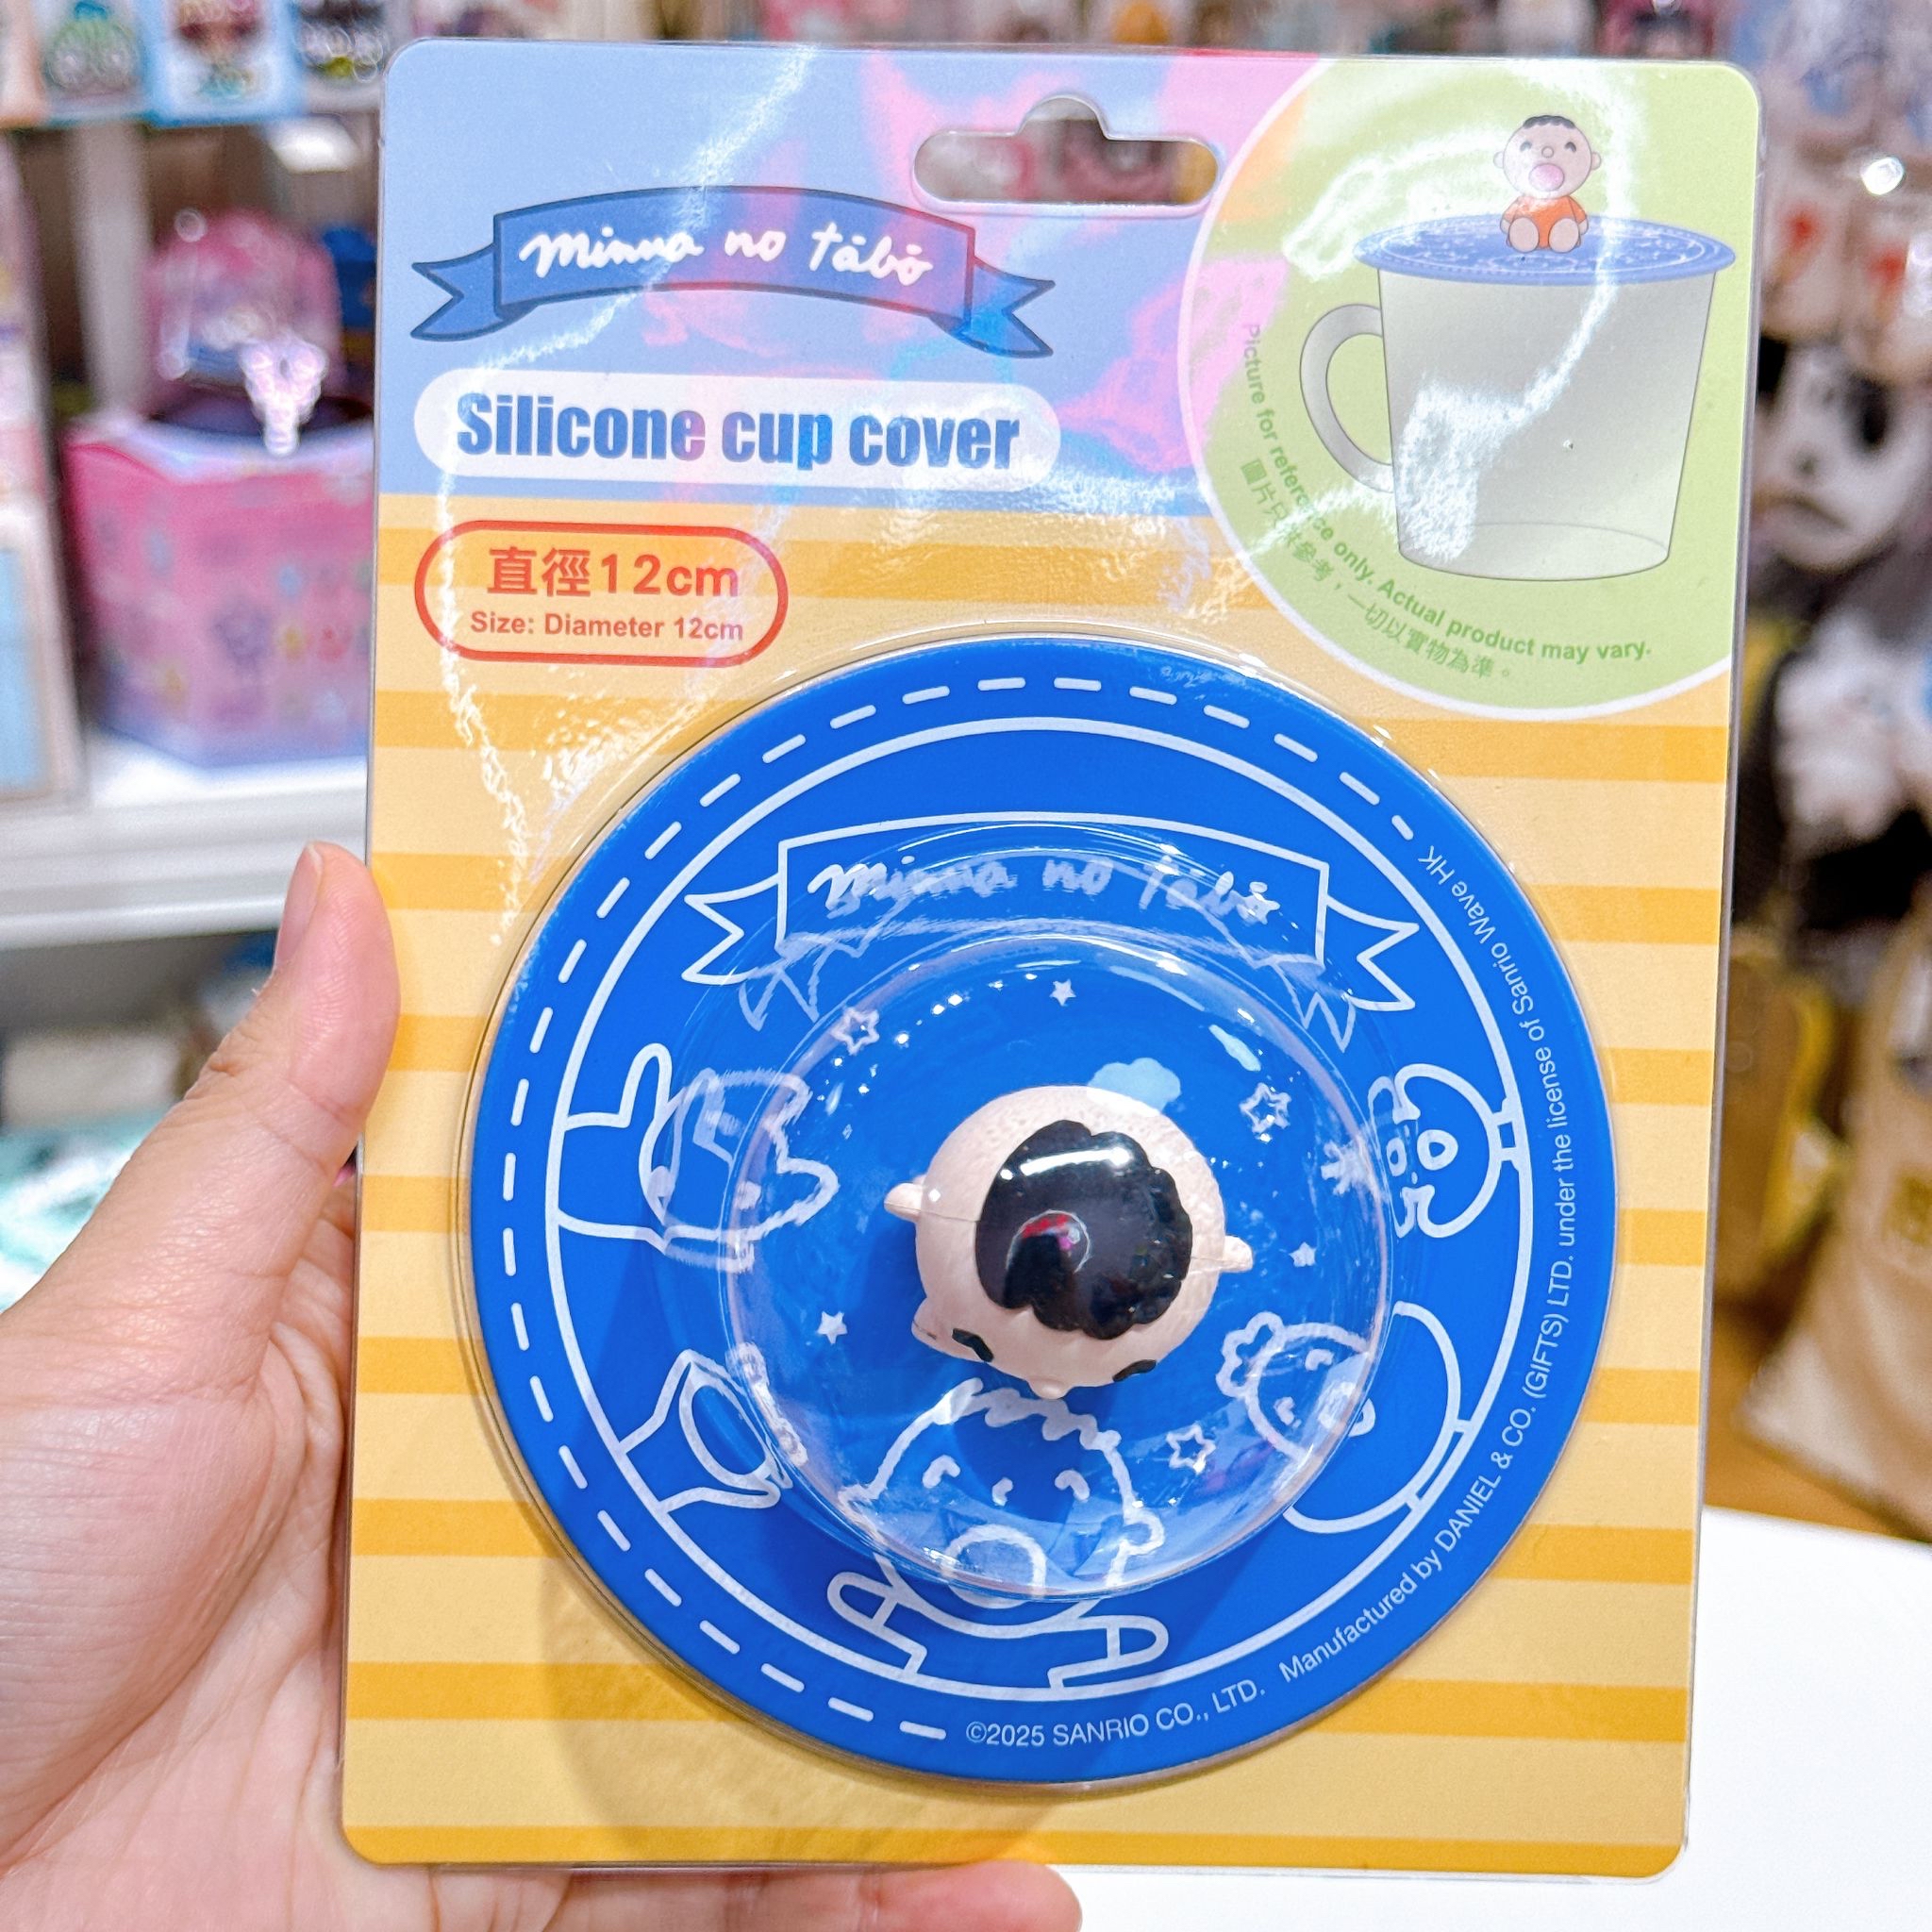 Minna no tābō
Silicone cup cover
直徑12cm
Size: Diameter 12cm
Picture for reference only. Actual product may vary.
圖片只供參考，一切以實物為準。
Minna no tābō
©2025 SANRIO CO., LTD. Manufactured by DANIEL & CO. (GIFTS) LTD. under the license of Sanrio Wave HK